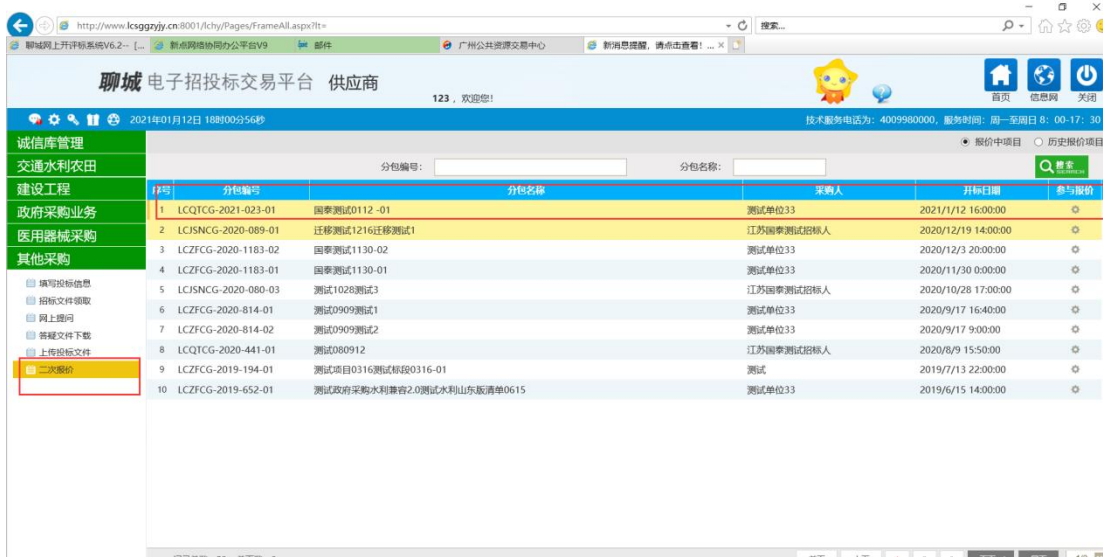 http://www.lcsggzyjy.cn:8001/lchy/Pages/FrameAll.aspx?lt=
搜索...
聊城网上开评标系统V6.2-- [...
新点网络协同办公平台V9
邮件
广州公共资源交易中心
新消息提醒，请点击查看! ...
聊城 电子招投标交易平台 供应商
123 ，欢迎您!
首页 信息网 关闭
2021年01月12日 18时00分56秒
技术服务电话为：4009980000，服务时间：周一至周日 8：00-17：30
诚信库管理
交通水利农田
建设工程
政府采购业务
医用器械采购
其他采购
填写投标信息
招标文件领取
网上提问
答疑文件下载
上传投标文件
二次报价
报价中项目 历史报价项目
分包编号: 分包名称: 搜索
序号 分包编号 分包名称 采购人 开标日期 参与报价
1 LCQTCG-2021-023-01 国泰测试0112 -01 测试单位33 2021/1/12 16:00:00
2 LCJSNCG-2020-089-01 迁移测试1216迁移测试1 江苏国泰测试招标人 2020/12/19 14:00:00
3 LCZFCG-2020-1183-02 国泰测试1130-02 测试单位33 2020/12/3 20:00:00
4 LCZFCG-2020-1183-01 国泰测试1130-01 测试单位33 2020/11/30 0:00:00
5 LCJSNCG-2020-080-03 测试1028测试3 江苏国泰测试招标人 2020/10/28 17:00:00
6 LCZFCG-2020-814-01 测试0909测试1 测试单位33 2020/9/17 16:40:00
7 LCZFCG-2020-814-02 测试0909测试2 测试单位33 2020/9/17 9:00:00
8 LCQTCG-2020-441-01 测试080912 江苏国泰测试招标人 2020/8/9 15:50:00
9 LCZFCG-2019-194-01 测试项目0316测试标段0316-01 测试 2019/7/13 22:00:00
10 LCZFCG-2019-652-01 测试政府采购水利兼容2.0测试水利山东版清单0615 测试单位33 2019/6/15 14:00:00